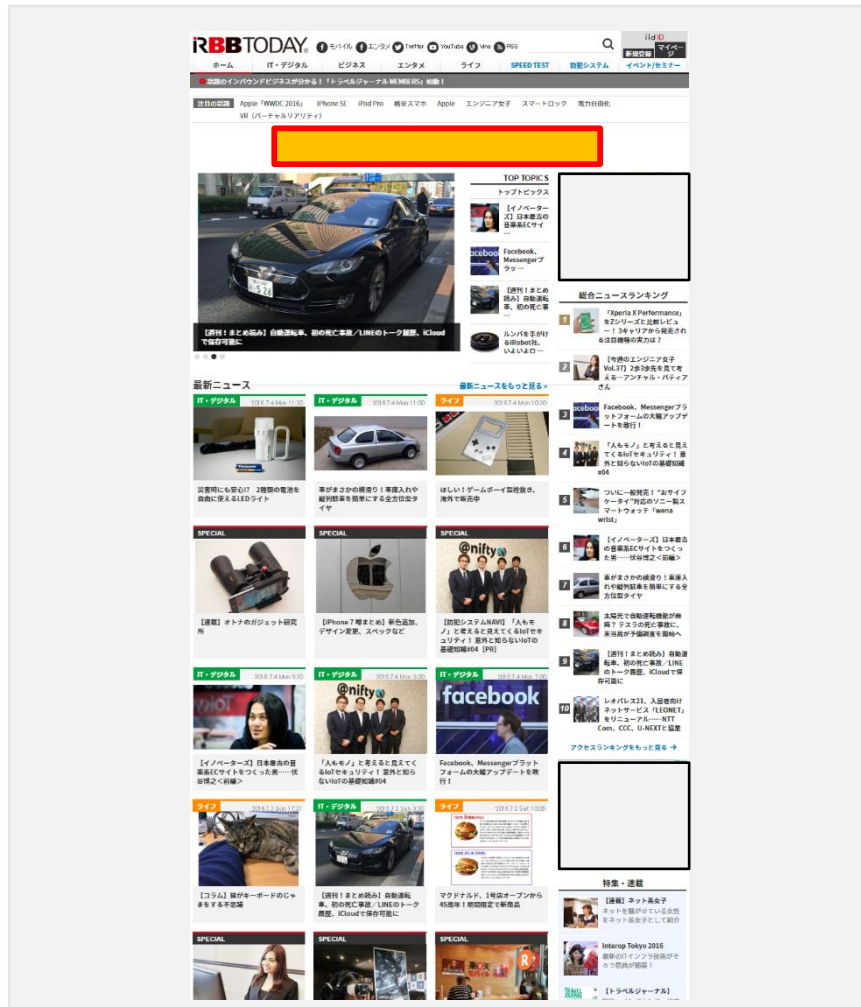 RBB TODAY
モバイル エンタメ Twitter YouTube Vine RSS
iid ID
新規登録 マイページ
ホーム IT・デジタル ビジネス エンタメ ライフ SPEED TEST 防犯システム イベント/セミナー
話題のインバウンドビジネスが分かる！「トラベルジャーナル MEMBERS」始動！
注目の話題 Apple「WWDC 2016」 iPhone SE iPad Pro 格安スマホ Apple エンジニア女子 スマートロック 電力自由化
VR（バーチャルリアリティ）
【週刊！まとめ読み】自動運転車、初の死亡事故／LINEのトーク履歴、iCloud
で保存可能に
TOP TOPICS
トップトピックス
【イノベーター
ズ】日本最古の
音楽系ECサイ
…
Facebook、
Messengerプ
ラッ…
【週刊！まとめ
読み】自動運転
車、初の死亡事
…
ルンバを手がけ
るiRobot社、
いよいよロ…
総合ニュースランキング
1 「Xperia X Performance」
をZシリーズと比較レビュ
ー！3キャリアから発売され
る注目機種の実力は？
2 【今週のエンジニア女子
Vol.37】2歩3歩先を見て考
える…アンチャル・パティア
さん
3 Facebook、Messengerプラ
ットフォームの大幅アップデ
ートを敢行！
4 「人もモノ」と考えると見え
てくるIoTセキュリティ！ 意
外と知らないIoTの基礎知識
#04
5 ついに一般発売！“おサイフ
ケータイ”対応のソニー製ス
マートウォッチ「wena
wrist」
6 【イノベーターズ】日本最古
の音楽系ECサイトをつくっ
た男……伏谷博之＜前編＞
7 車がまさかの横滑り！車庫入
れや縦列駐車を簡単にする全
方位型タイヤ
8 太陽光で自動運転機能が麻
痺？ テスラの死亡事故に、
米当局が予備調査を開始へ
9 【週刊！まとめ読み】自動運
転車、初の死亡事故／LINE
のトーク履歴、iCloudで保
存可能に
10 レオパレス21、入居者向け
ネットサービス「LEONET」
をリニューアル……NTT
Com、CCC、U-NEXTと協業
アクセスランキングをもっと見る →
最新ニュース
最新ニュースをもっと見る »
IT・デジタル 2016.7.4 Mon 11:30
災害時にも安心!? 2種類の電池を
自由に使えるLEDライト
IT・デジタル 2016.7.4 Mon 11:00
車がまさかの横滑り！車庫入れや
縦列駐車を簡単にする全方位型タ
イヤ
ライフ 2016.7.4 Mon 10:30
ほしい！ゲームボーイ型栓抜き、
海外で販売中
SPECIAL
【連載】オトナのガジェット研究
所
SPECIAL
【iPhone 7 噂まとめ】新色追加、
デザイン変更、スペックなど
SPECIAL
@nifty
【防犯システムNAVI】「人もモ
ノ」と考えると見えてくるIoTセキ
ュリティ！ 意外と知らないIoTの
基礎知識#04［PR］
IT・デジタル 2016.7.4 Mon 9:30
【イノベーターズ】日本最古の音
楽系ECサイトをつくった男……伏
谷博之＜前編＞
IT・デジタル 2016.7.4 Mon 8:00
@nifty
「人もモノ」と考えると見えてく
るIoTセキュリティ！ 意外と知ら
ないIoTの基礎知識#04
IT・デジタル 2016.7.4 Mon 7:00
facebook
Facebook、Messengerプラット
フォームの大幅アップデートを敢
行！
ライフ
【コラム】猫がキーボードのじゃ
まをする不思議
IT・デジタル
【週刊！まとめ読み】自動運転
車、初の死亡事故／LINEのトーク
履歴、iCloudで保存可能に
ライフ
マクドナルド、1号店オープンから
45周年！期間限定で新商品
SPECIAL
SPECIAL
SPECIAL
特集・連載
【連載】ネット系女子
ネットを騒がせている女性
をネット系女子として紹介
Interop Tokyo 2016
最新のITインフラ技術がそ
ろう祭典が開幕！
【トラベルジャーナル】